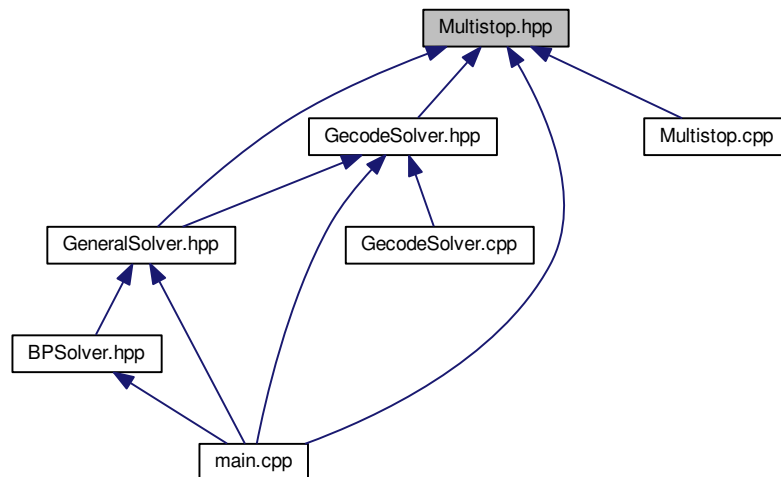 Multistop.hpp
GecodeSolver.hpp
Multistop.cpp
GeneralSolver.hpp
GecodeSolver.cpp
BPSolver.hpp
main.cpp